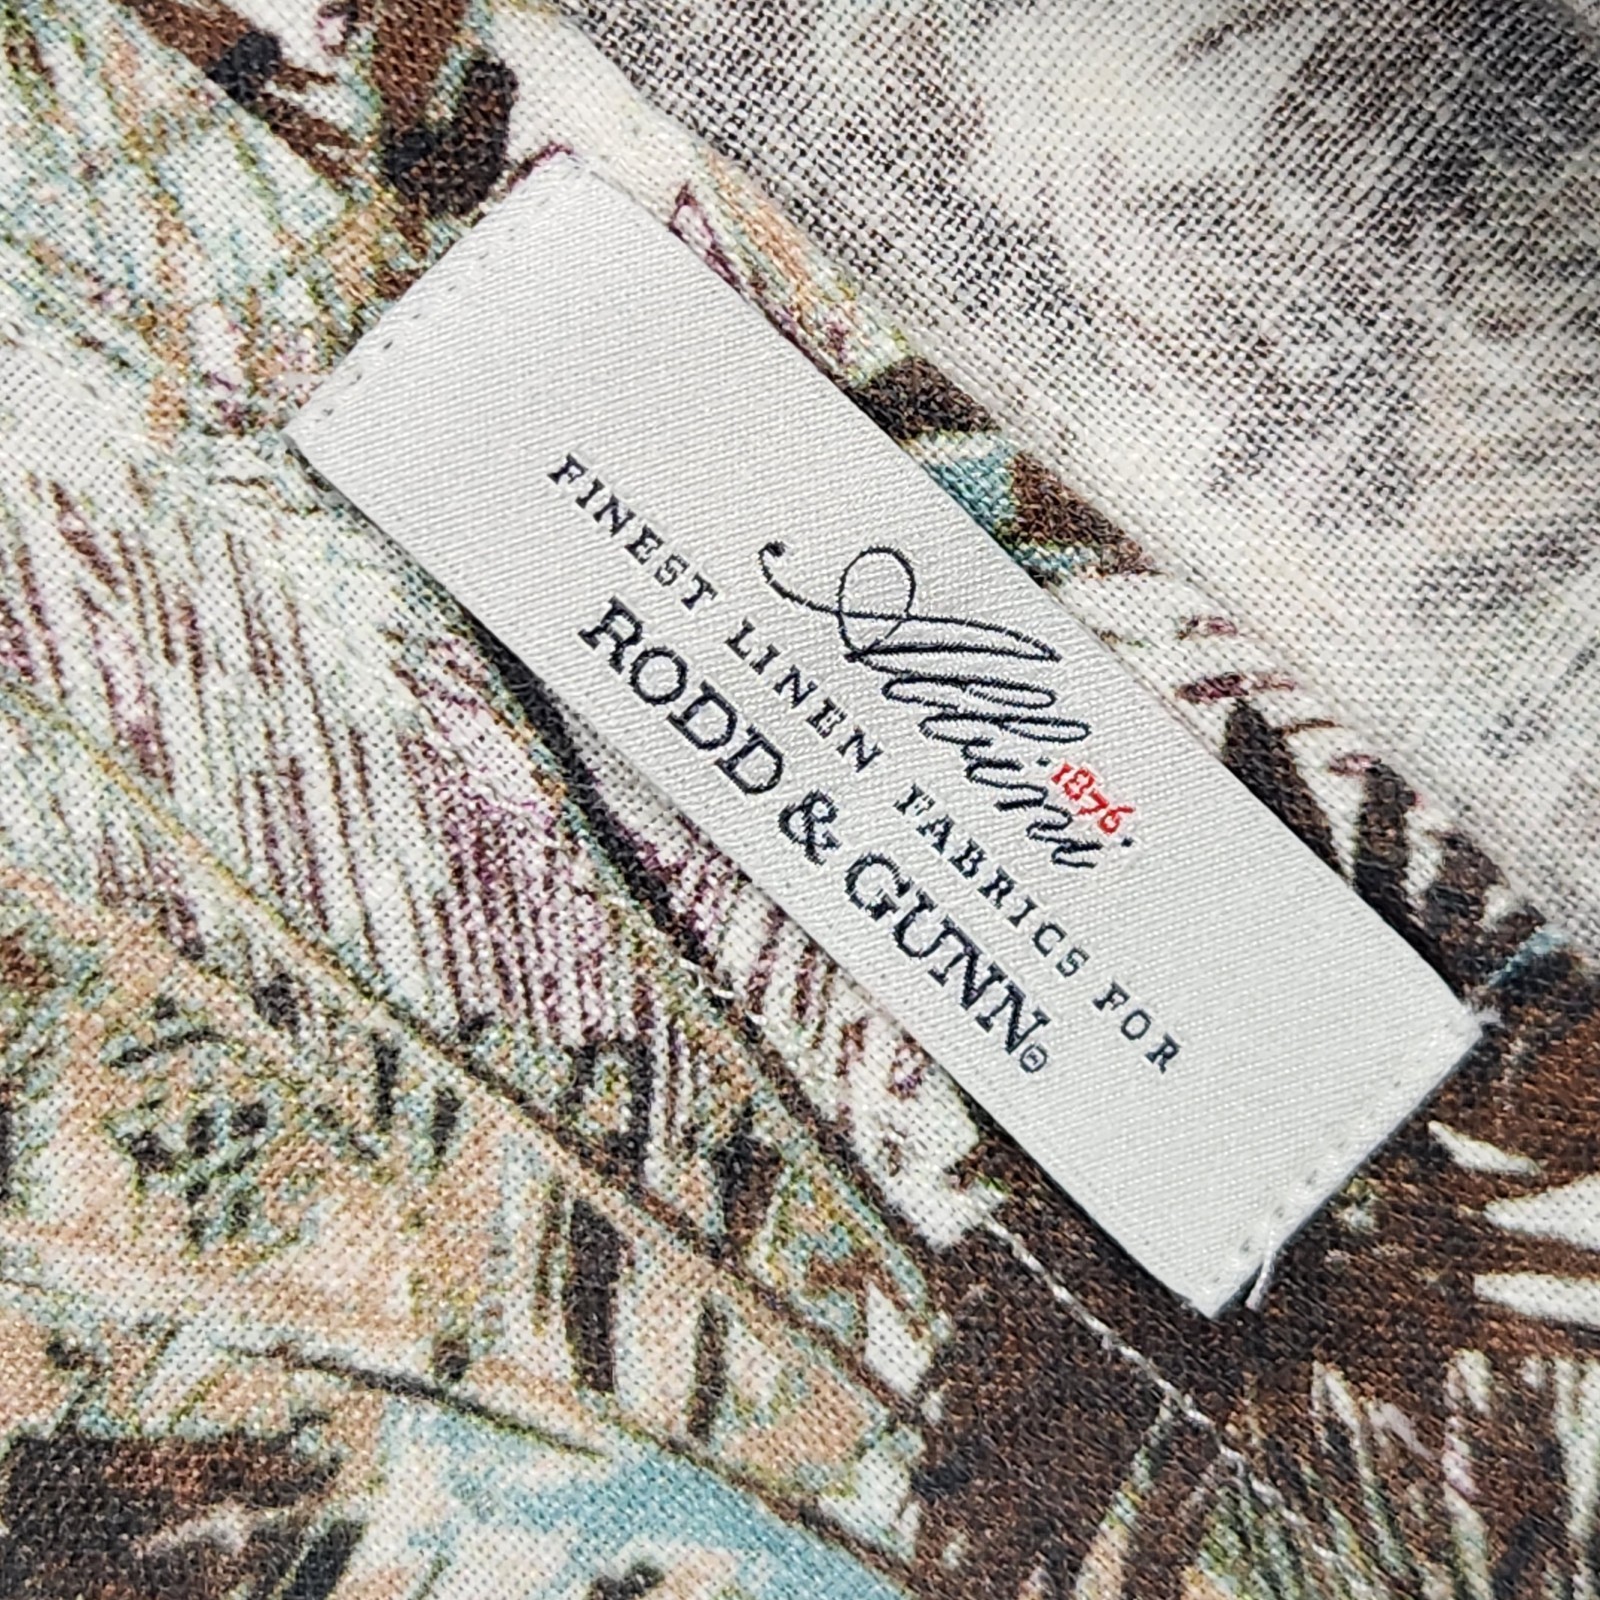 Albini
1876
FINEST LINEN FABRICS FOR
RODD & GUNN®